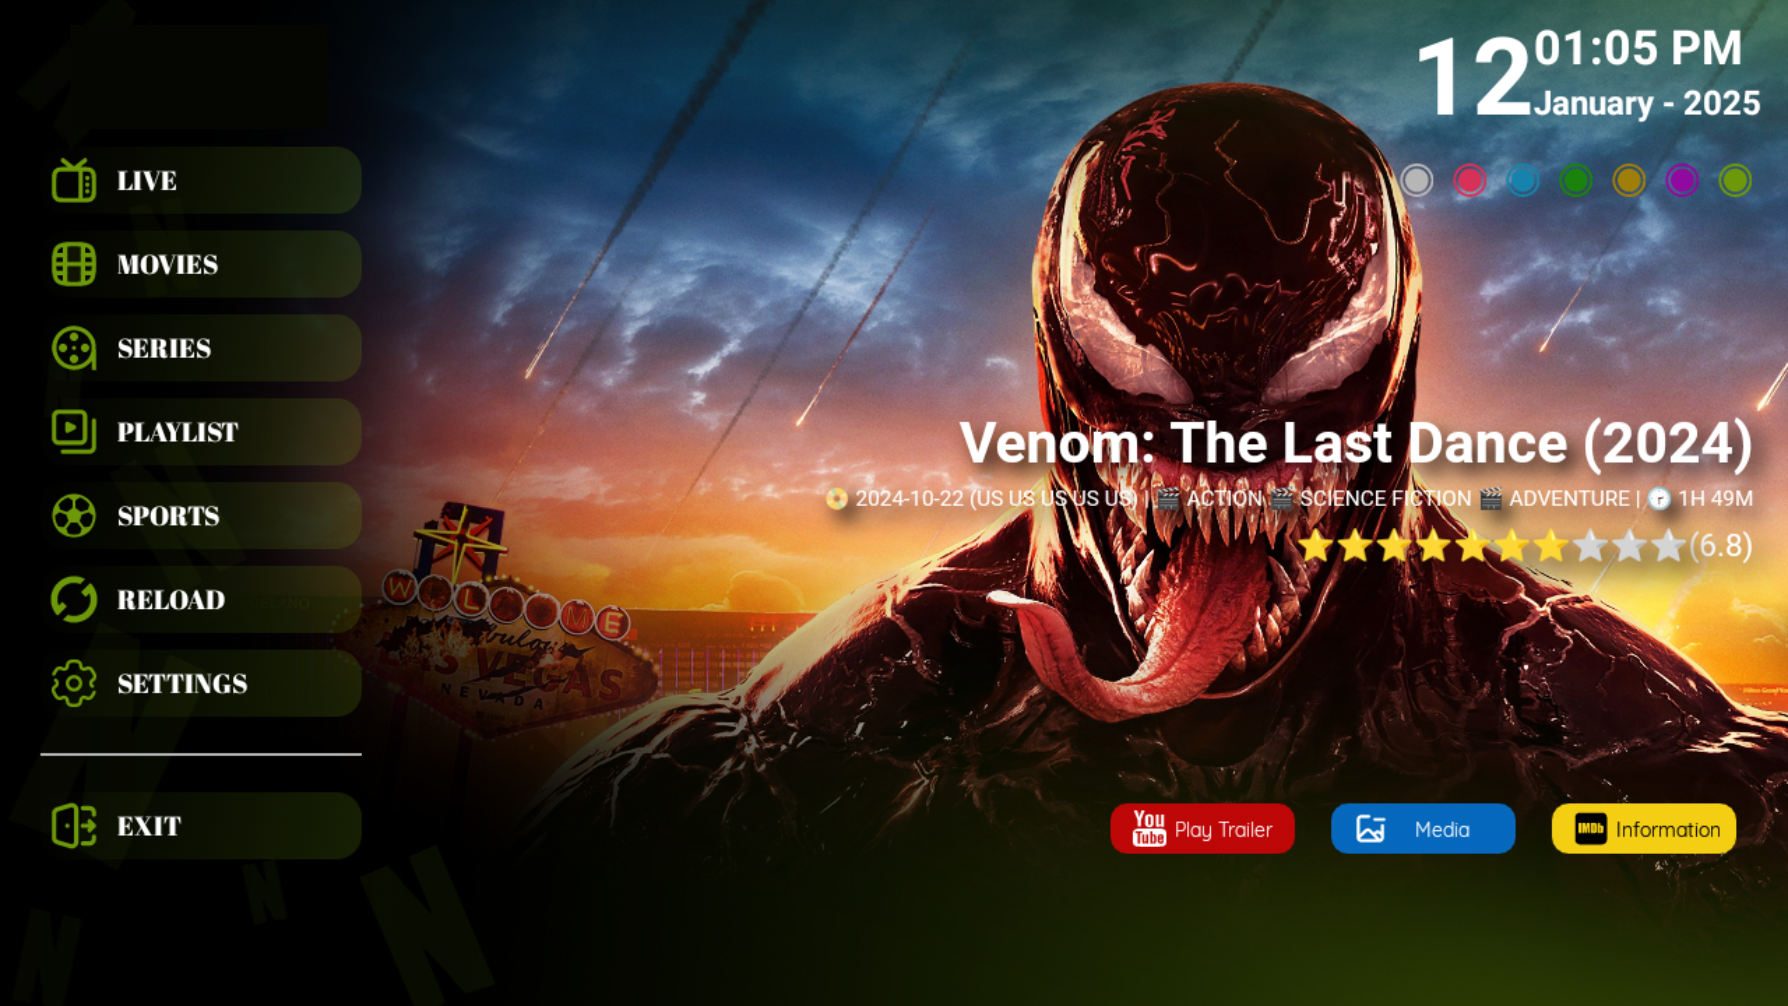 12
01:05 PM
January - 2025
LIVE
MOVIES
SERIES
PLAYLIST
SPORTS
RELOAD
SETTINGS
EXIT
Venom: The Last Dance (2024)
2024-10-22 (US US US US US) | ACTION SCIENCE FICTION ADVENTURE | 1H 49M
(6.8)
WELCOME
LAS VEGAS
NEVADA
You Tube Play Trailer
Media
IMDb Information